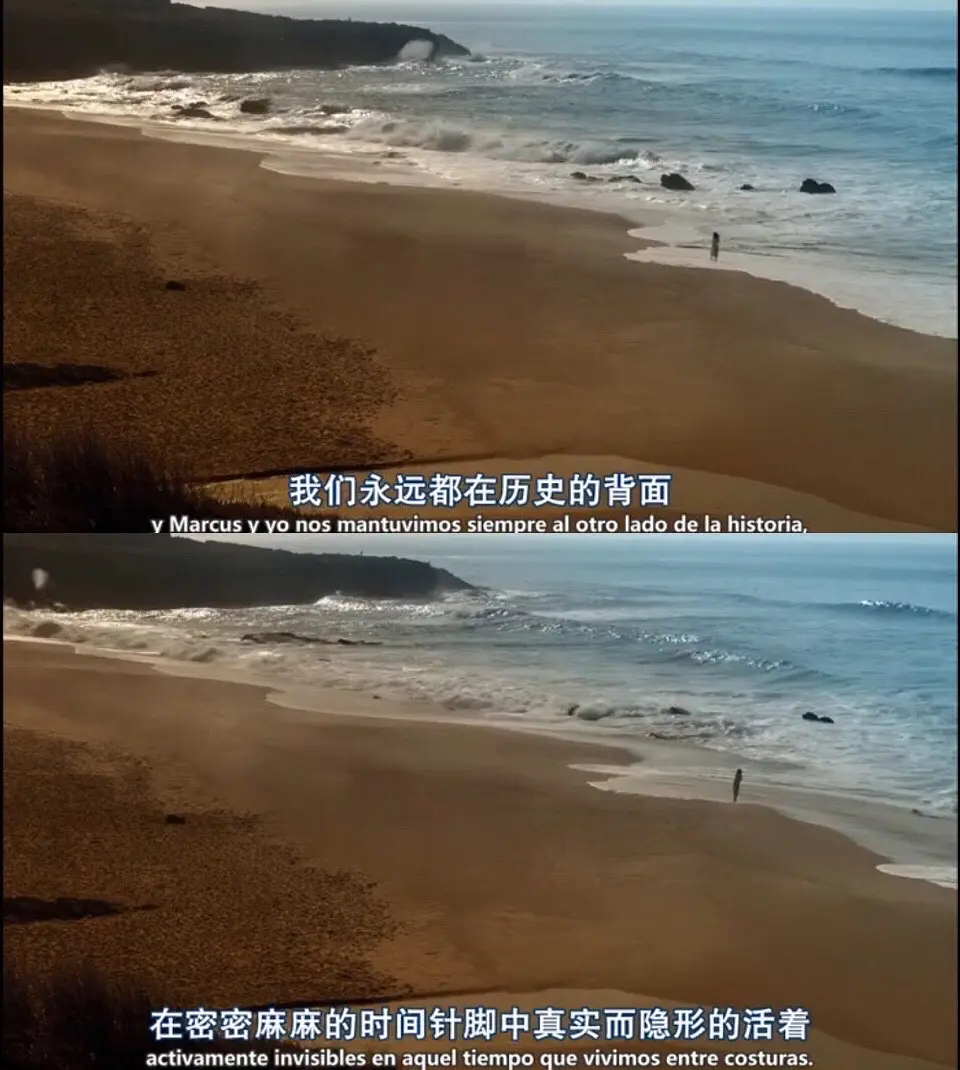 我们永远都在历史的背面
y Marcus y yo nos mantuvimos siempre al otro lado de la historia,
在密密麻麻的时间针脚中真实而隐形的活着
activamente invisibles en aquel tiempo que vivimos entre costuras.